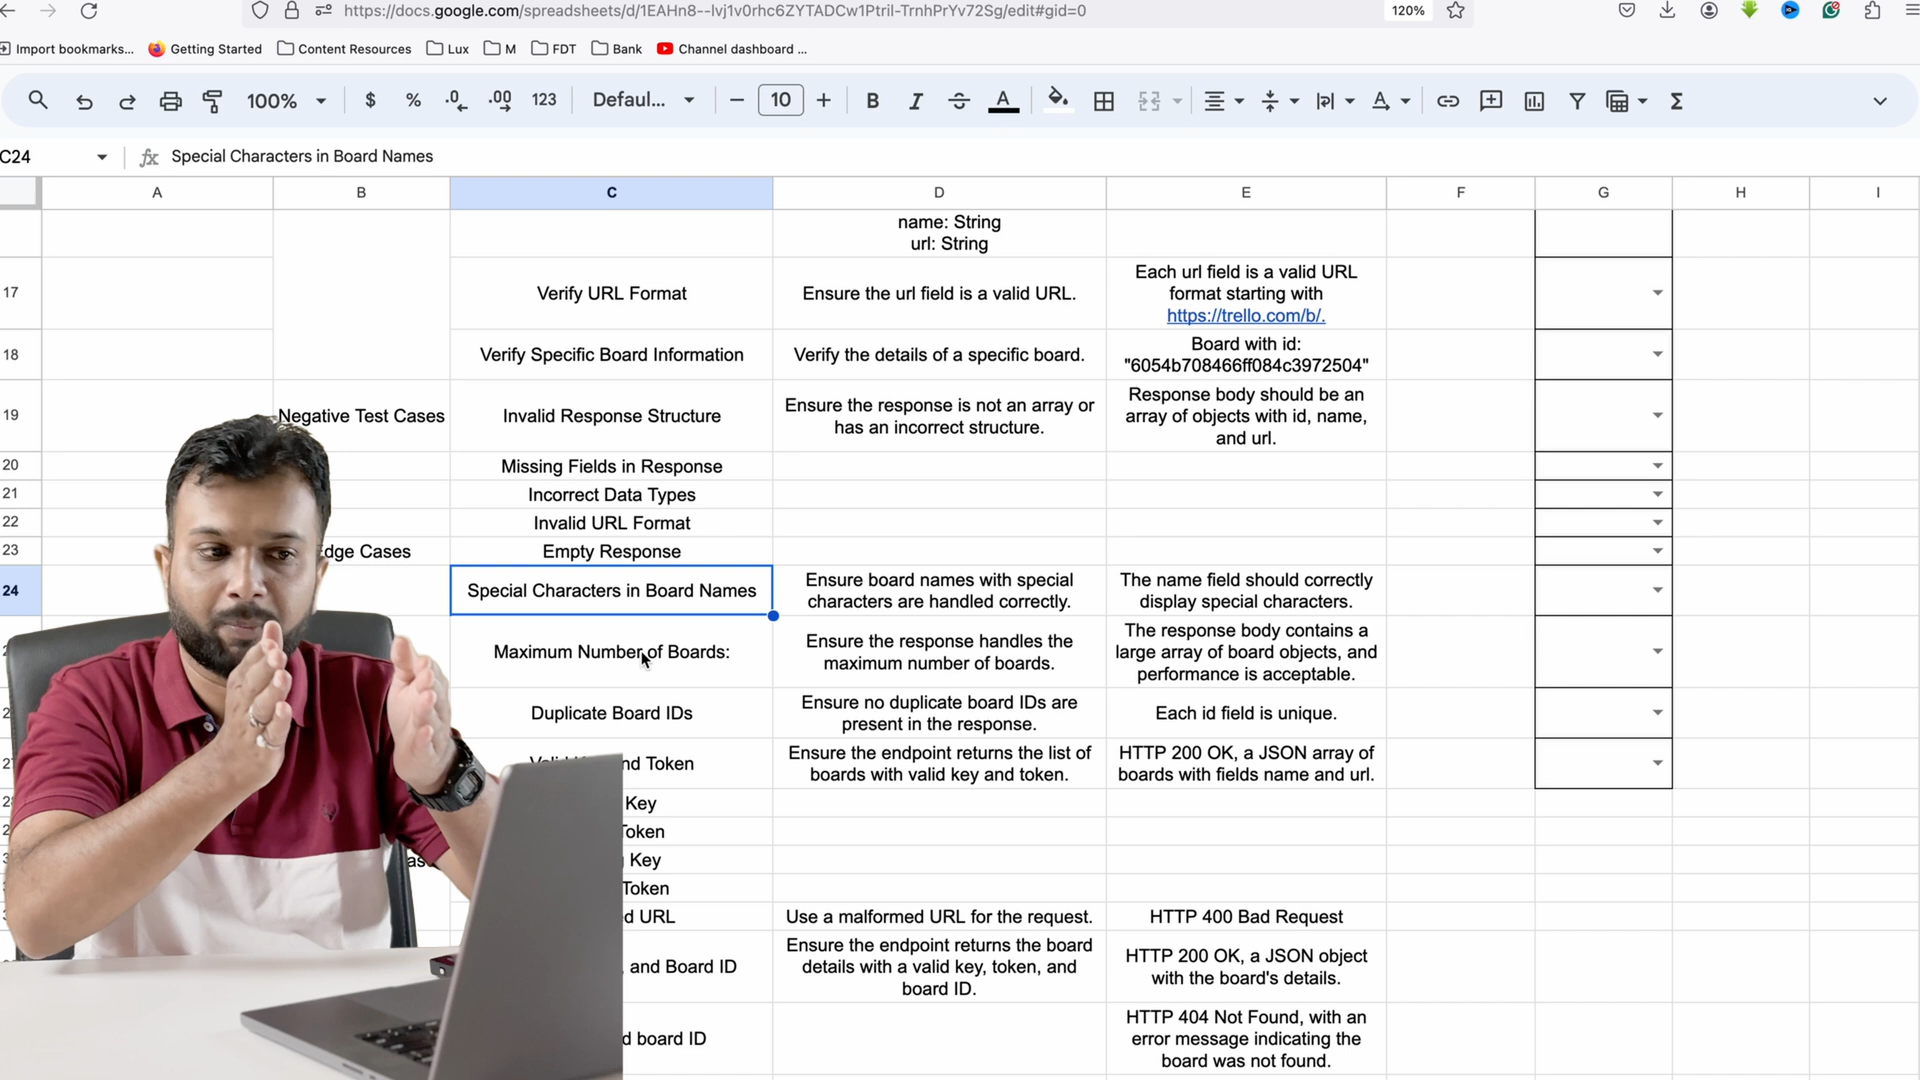 https://docs.google.com/spreadsheets/d/1EAHn8--lvj1v0rhc6ZYTADCw1Ptril-TrnhPrYv72Sg/edit#gid=0
120%
Import bookmarks...
Getting Started
Content Resources
Lux
M
FDT
Bank
Channel dashboard ...
100%
$
%
.0
.00
123
Defaul...
10
B
I
A
C24
fx
Special Characters in Board Names
A
B
C
D
E
F
G
H
I
name: String
url: String
17
Verify URL Format
Ensure the url field is a valid URL.
Each url field is a valid URL
format starting with
https://trello.com/b/.
18
Verify Specific Board Information
Verify the details of a specific board.
Board with id:
"6054b708466ff084c3972504"
19
Negative Test Cases
Invalid Response Structure
Ensure the response is not an array or
has an incorrect structure.
Response body should be an
array of objects with id, name,
and url.
20
Missing Fields in Response
21
Incorrect Data Types
22
Invalid URL Format
23
dge Cases
Empty Response
24
Special Characters in Board Names
Ensure board names with special
characters are handled correctly.
The name field should correctly
display special characters.
Maximum Number of Boards:
Ensure the response handles the
maximum number of boards.
The response body contains a
large array of board objects, and
performance is acceptable.
Duplicate Board IDs
Ensure no duplicate board IDs are
present in the response.
Each id field is unique.
nd Token
Ensure the endpoint returns the list of
boards with valid key and token.
HTTP 200 OK, a JSON array of
boards with fields name and url.
Key
Token
Key
Token
d URL
Use a malformed URL for the request.
HTTP 400 Bad Request
and Board ID
Ensure the endpoint returns the board
details with a valid key, token, and
board ID.
HTTP 200 OK, a JSON object
with the board's details.
d board ID
HTTP 404 Not Found, with an
error message indicating the
board was not found.